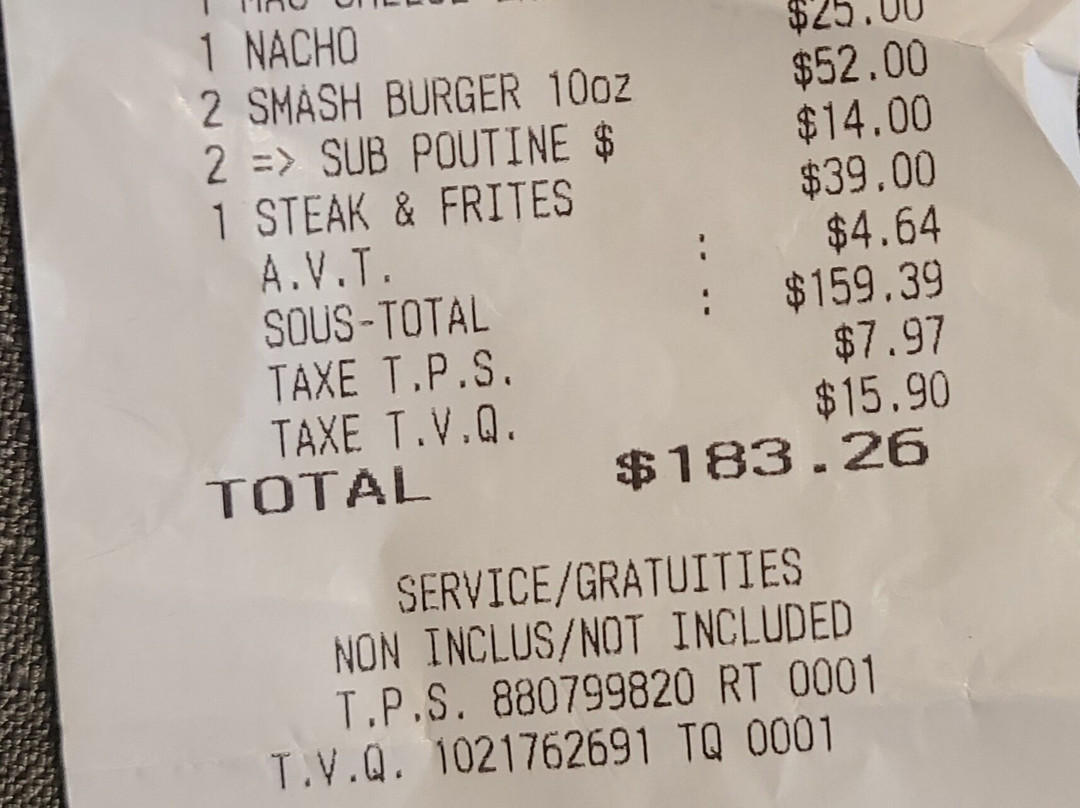 1 NACHO $25.00
2 SMASH BURGER 10oz $52.00
2 => SUB POUTINE $ $14.00
1 STEAK & FRITES $39.00
A.V.T. : $4.64
SOUS-TOTAL : $159.39
TAXE T.P.S. $7.97
TAXE T.V.Q. $15.90
TOTAL $183.26
SERVICE/GRATUITIES
NON INCLUS/NOT INCLUDED
T.P.S. 880799820 RT 0001
T.V.Q. 1021762691 TQ 0001